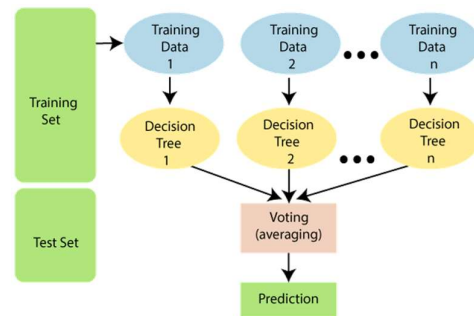 Training
Set
Training
Data
1
Training
Data
2
Training
Data
n
Decision
Tree
1
Decision
Tree
2
Decision
Tree
n
Test Set
Voting
(averaging)
Prediction